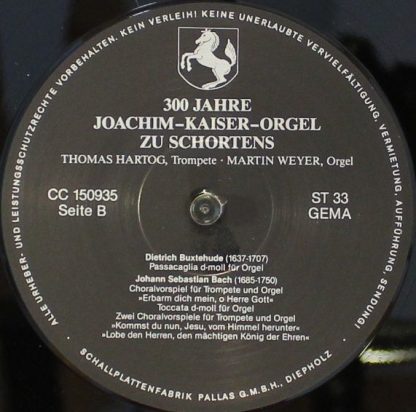 300 JAHRE
JOACHIM-KAISER-ORGEL
ZU SCHORTENS
THOMAS HARTOG, Trompete · MARTIN WEYER, Orgel
CC 150935
Seite B
ST 33
GEMA
Dietrich Buxtehude (1637-1707)
Passacaglia d-moll für Orgel
Johann Sebastian Bach (1685-1750)
Choralvorspiel für Trompete und Orgel
»Erbarm dich mein, o Herre Gott«
Toccata d-moll für Orgel
Zwei Choralvorspiele für Trompete und Orgel
»Kommst du nun, Jesu, vom Himmel herunter«
»Lobe den Herren, den mächtigen König der Ehren«
ALLE URHEBER- UND LEISTUNGSSCHUTZRECHTE VORBEHALTEN. KEIN VERLEIH! KEINE UNERLAUBTE VERVIELFÄLTIGUNG, VERMIETUNG, AUFFÜHRUNG, SENDUNG!
· SCHALLPLATTENFABRIK PALLAS G.M.B.H., DIEPHOLZ ·